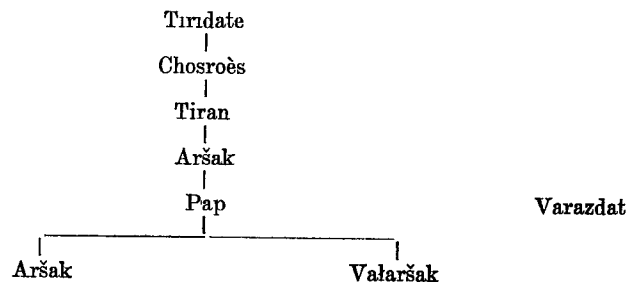 Tiridate
Chosroès
Tiran
Aršak
Pap Varazdat
Aršak Vałaršak